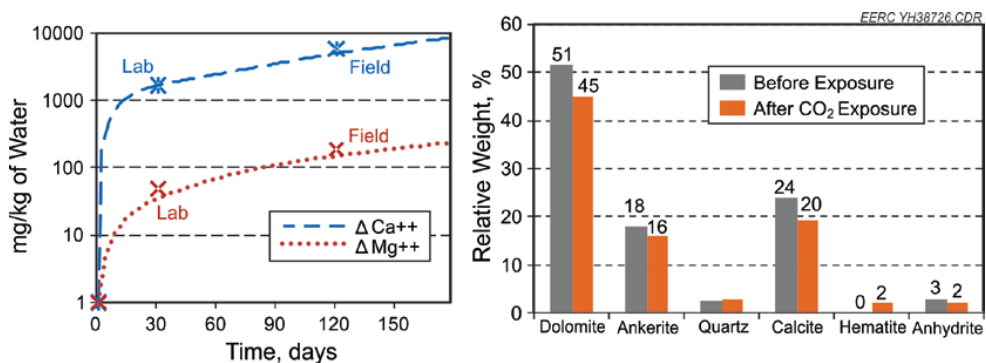 EERC YH38726.CDR
mg/kg of Water
10000
1000
100
10
1
Lab
Field
Field
Lab
Δ Ca++
Δ Mg++
0 30 60 90 120 150
Time, days
Relative Weight, %
60
50
40
30
20
10
0
Before Exposure
After CO₂ Exposure
51 45
18 16
24 20
0 2
3 2
Dolomite Ankerite Quartz Calcite Hematite Anhydrite